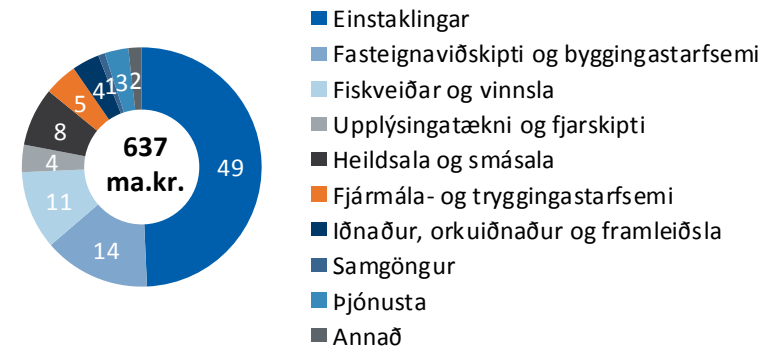 Einstaklingar
Fasteignaviðskipti og byggingastarfsemi
Fiskveiðar og vinnsla
Upplýsingatækni og fjarskipti
Heildsala og smásala
Fjármála- og tryggingastarfsemi
Iðnaður, orkuiðnaður og framleiðsla
Samgöngur
Þjónusta
Annað
637
ma.kr.
49
14
11
4
8
5
4
1
3
2